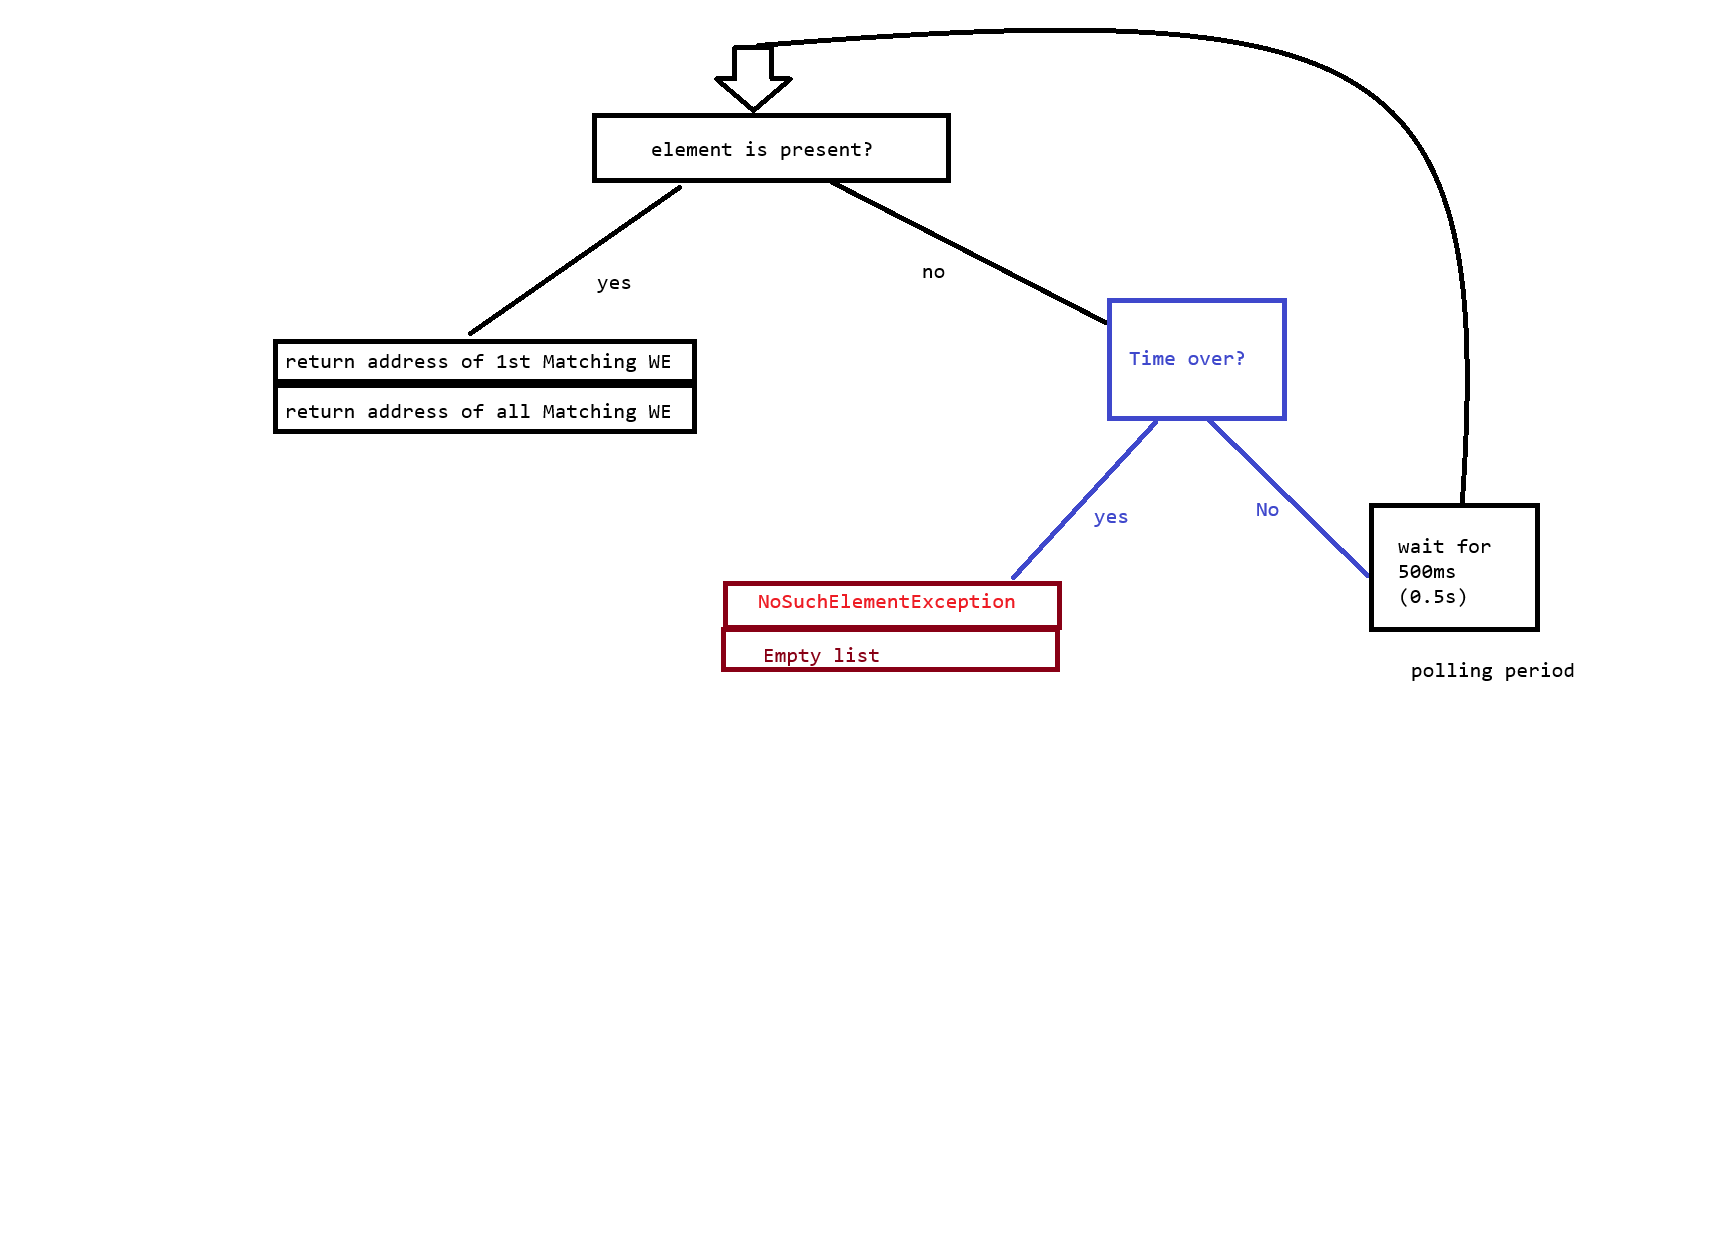 element is present?
yes
no
return address of 1st Matching WE
return address of all Matching WE
Time over?
yes
No
wait for
500ms
(0.5s)
NoSuchElementException
Empty list
polling period